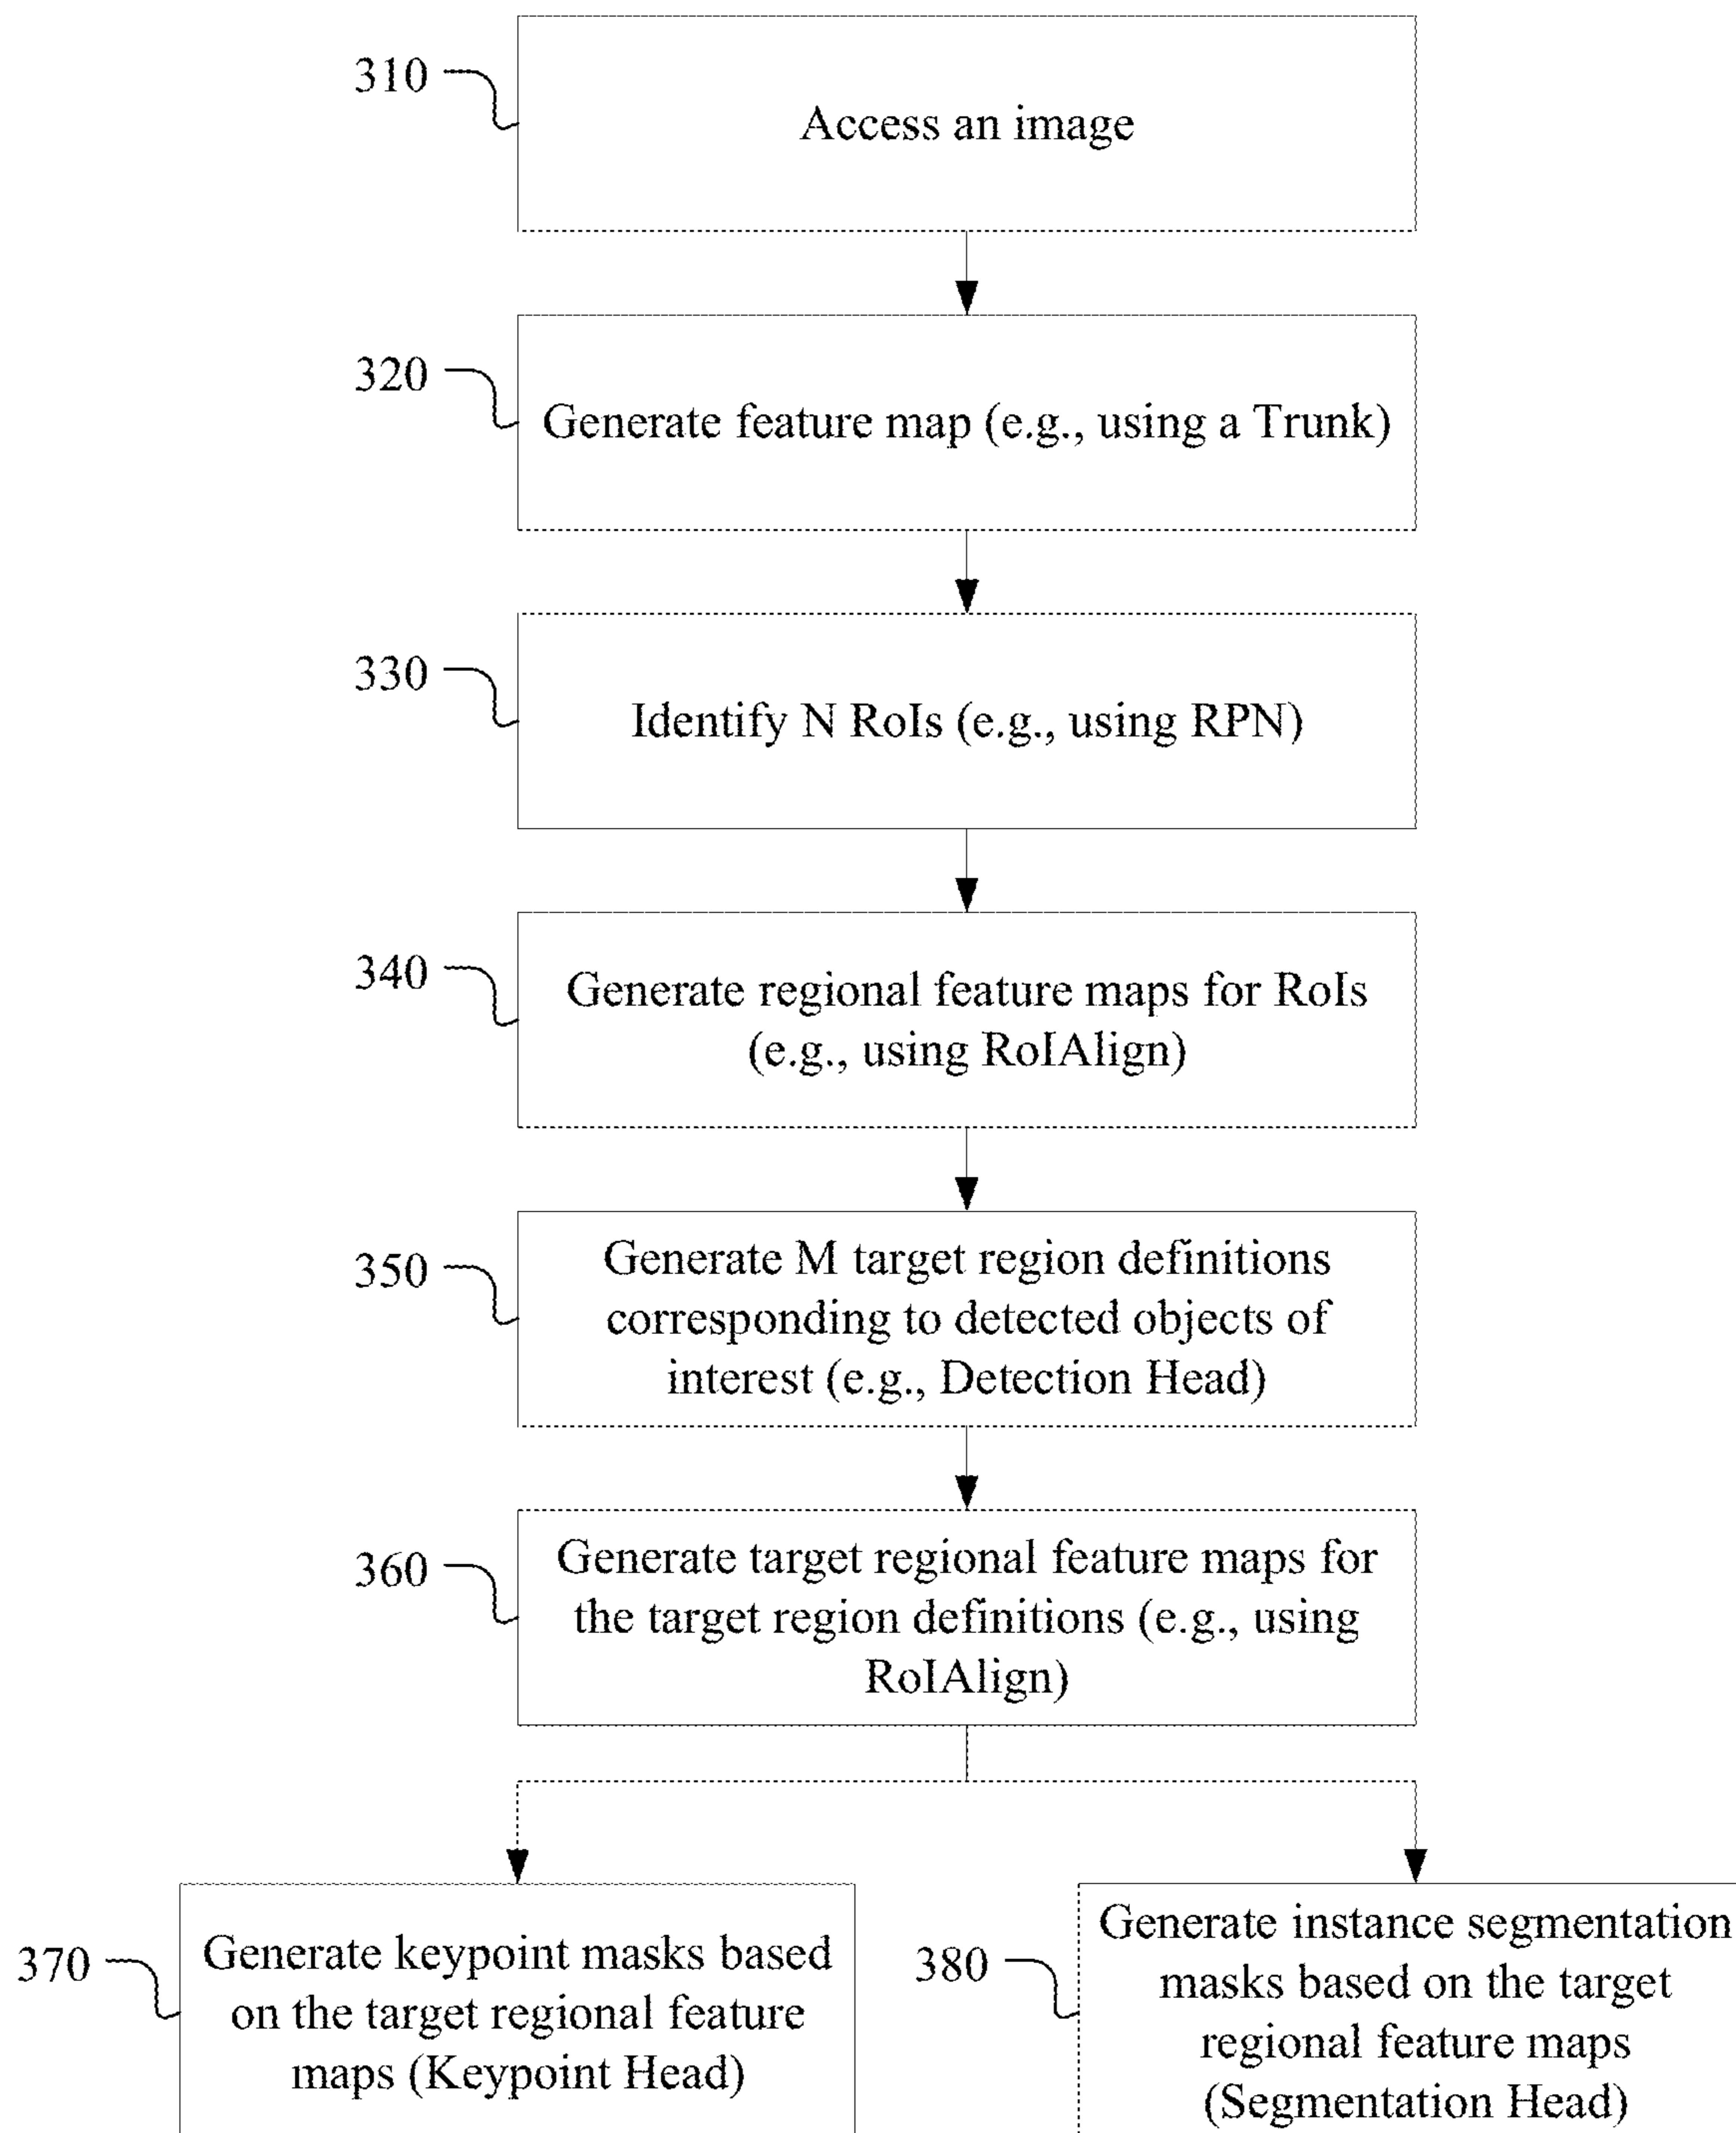 310
Access an image
320
Generate feature map (e.g., using a Trunk)
330
Identify N RoIs (e.g., using RPN)
340
Generate regional feature maps for RoIs
(e.g., using RoIAlign)
350
Generate M target region definitions
corresponding to detected objects of
interest (e.g., Detection Head)
360
Generate target regional feature maps for
the target region definitions (e.g., using
RoIAlign)
370
Generate keypoint masks based
on the target regional feature
maps (Keypoint Head)
380
Generate instance segmentation
masks based on the target
regional feature maps
(Segmentation Head)